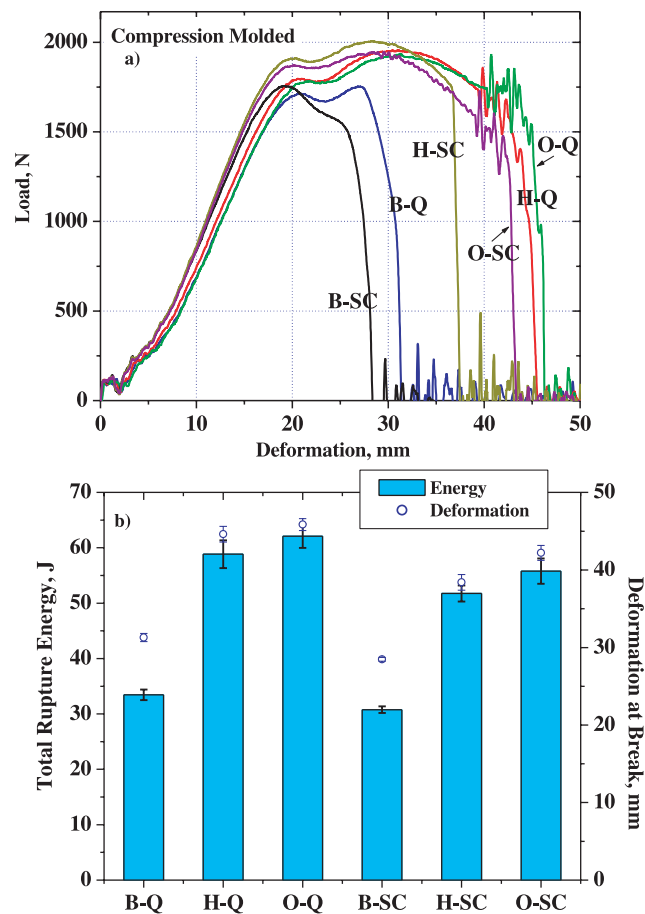 Compression Molded
a)
2000
1500
1000
500
0
Load, N
H-SC
B-Q
B-SC
O-Q
H-Q
O-SC
0 10 20 30 40 50
Deformation, mm
b)
Energy
Deformation
70
60
50
40
30
20
10
0
Total Rupture Energy, J
50
40
30
20
10
0
Deformation at Break, mm
B-Q H-Q O-Q B-SC H-SC O-SC